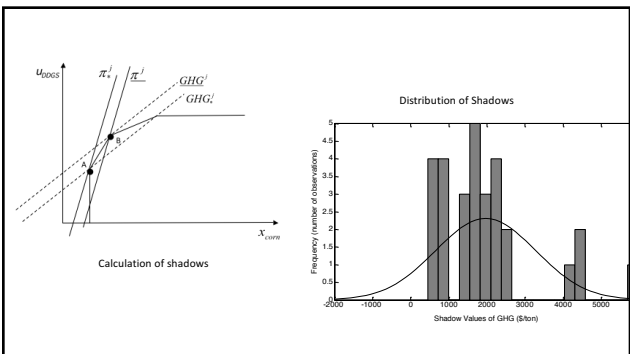 u_DDGS
π_*^j
π^j
GHG^j
GHG_*^j
A
B
x_corn
Calculation of shadows
Distribution of Shadows
Frequency (number of observations)
5
4.5
4
3.5
3
2.5
2
1.5
1
0.5
0
-2000 -1000 0 1000 2000 3000 4000 5000
Shadow Values of GHG ($/ton)